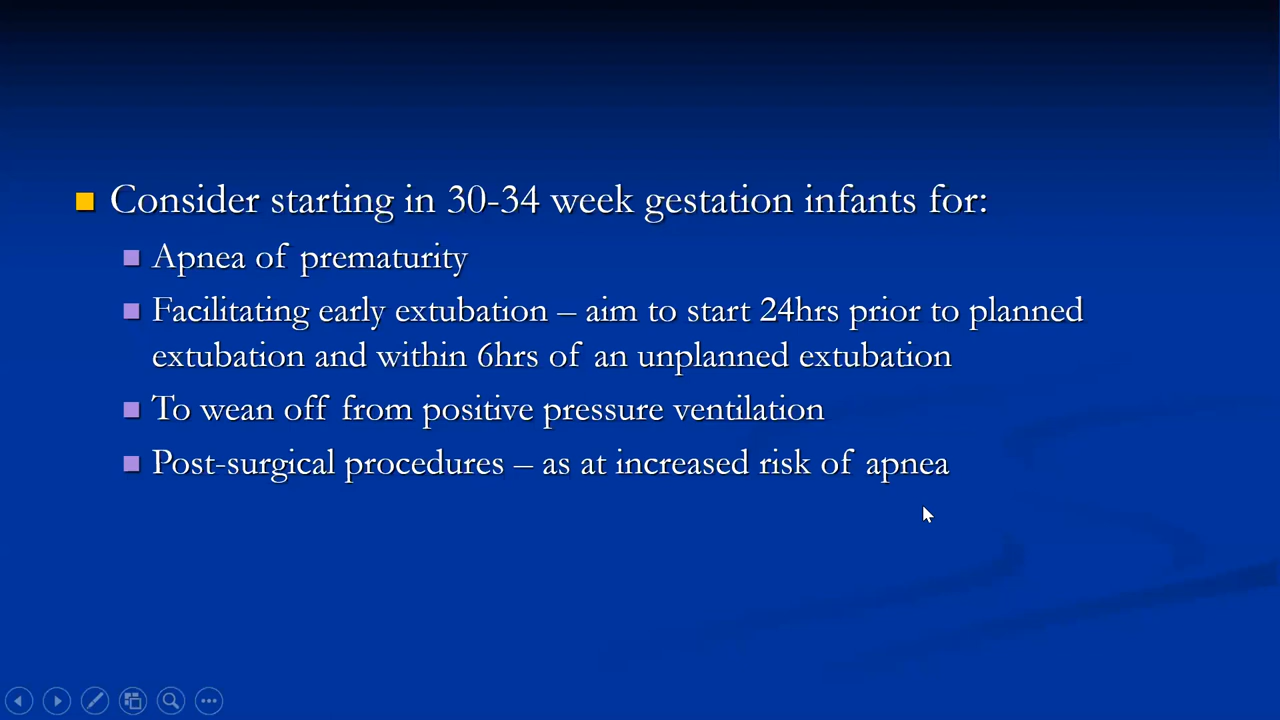 Consider starting in 30-34 week gestation infants for:
Apnea of prematurity
Facilitating early extubation – aim to start 24hrs prior to planned
extubation and within 6hrs of an unplanned extubation
To wean off from positive pressure ventilation
Post-surgical procedures – as at increased risk of apnea